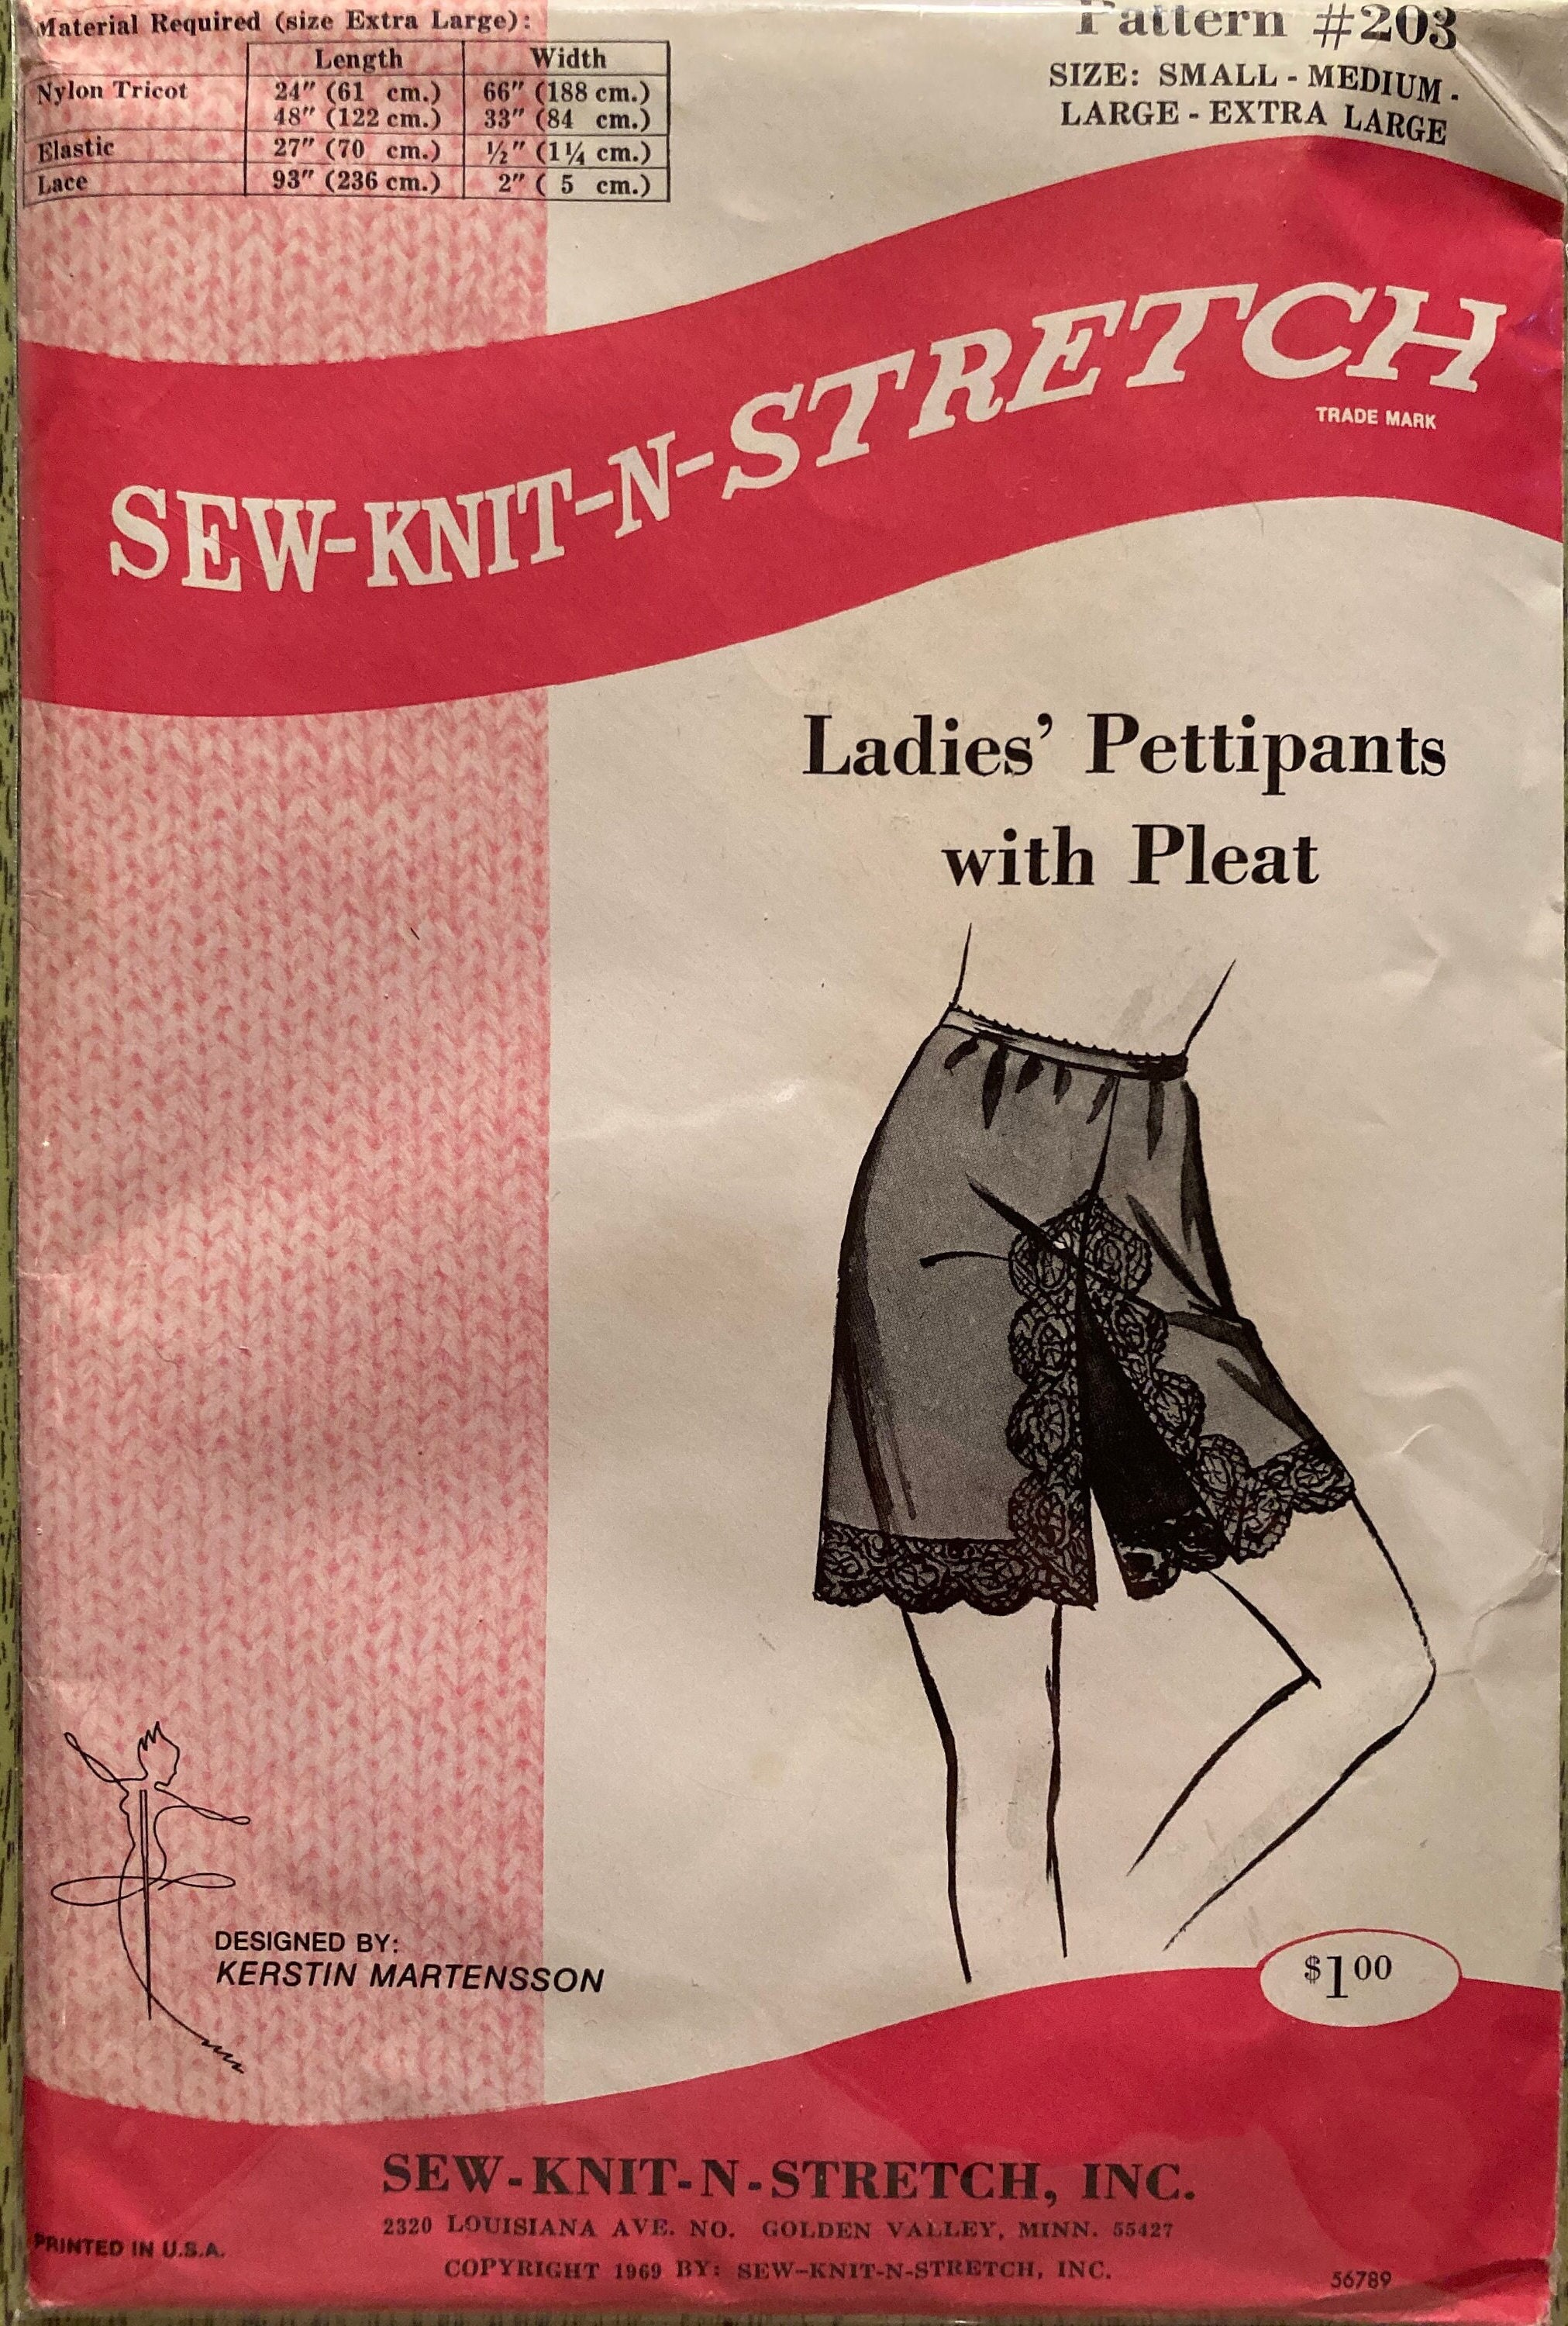 Material Required (size Extra Large):
Length Width
Nylon Tricot 24" (61 cm.) 66" (188 cm.)
48" (122 cm.) 33" (84 cm.)
Elastic 27" (70 cm.) ½" (1¼ cm.)
Lace 93" (236 cm.) 2" ( 5 cm.)
Pattern #203
SIZE: SMALL - MEDIUM -
LARGE - EXTRA LARGE
SEW-KNIT-N-STRETCH
TRADE MARK
Ladies' Pettipants
with Pleat
DESIGNED BY:
KERSTIN MARTENSSON
$100
SEW-KNIT-N-STRETCH, INC.
2320 LOUISIANA AVE. NO. GOLDEN VALLEY, MINN. 55427
PRINTED IN U.S.A.
COPYRIGHT 1969 BY: SEW-KNIT-N-STRETCH, INC.
56789